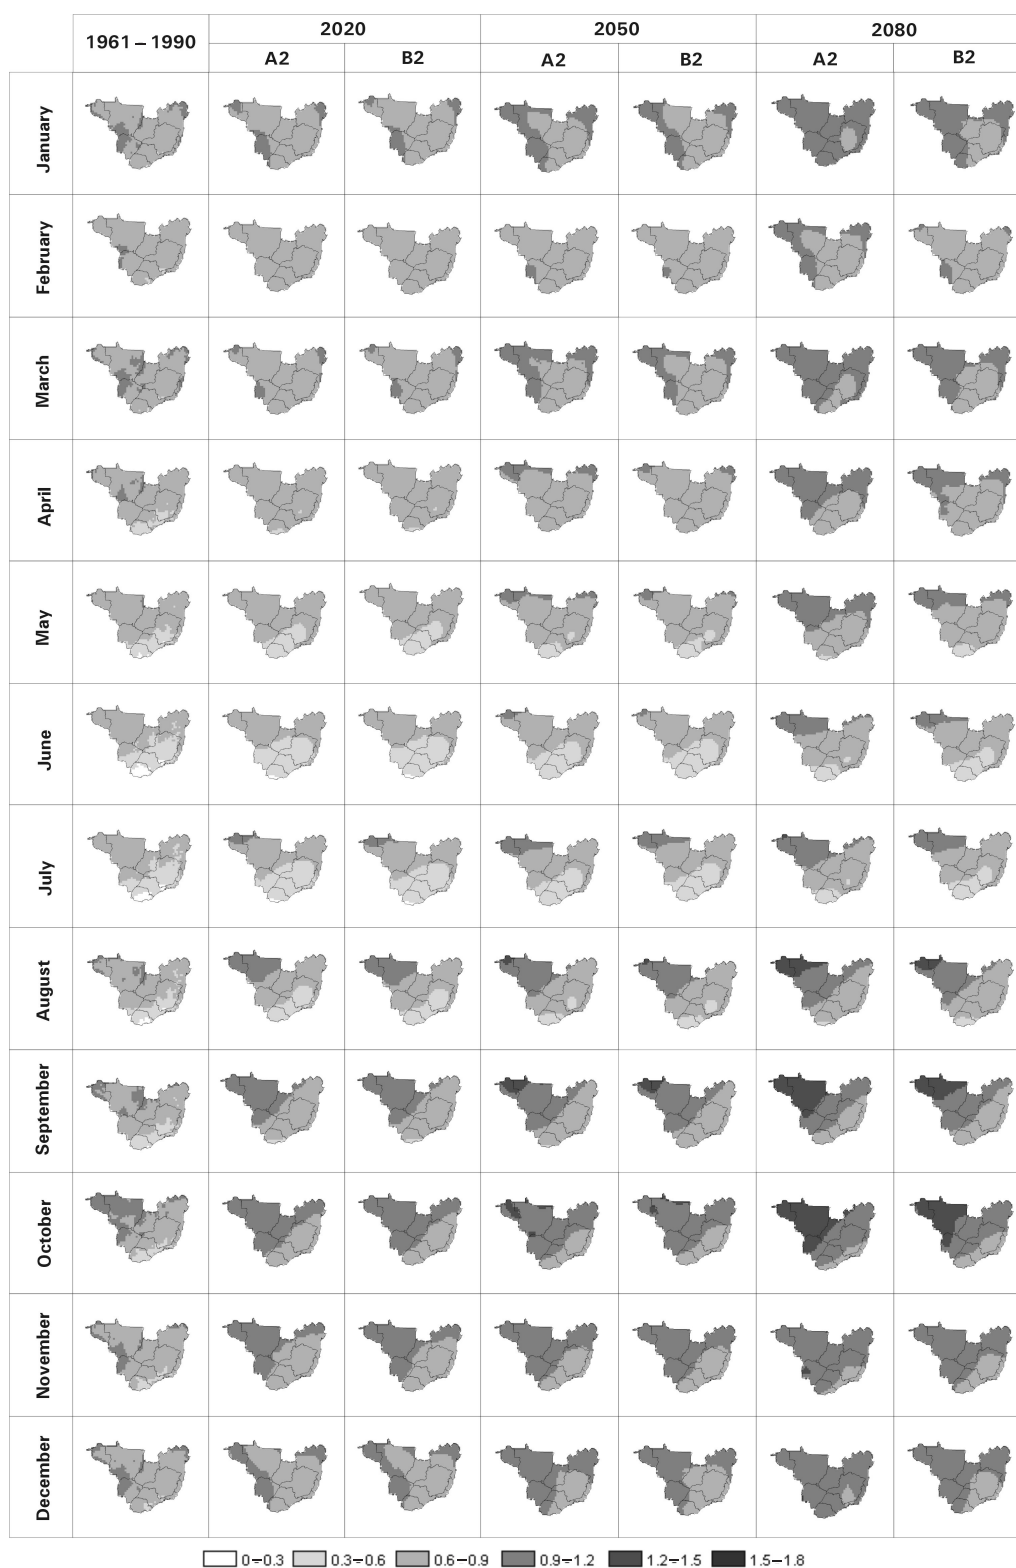 1961–1990 2020 2050 2080
A2 B2 A2 B2 A2 B2
January
February
March
April
May
June
July
August
September
October
November
December
0–0.3 0.3–0.6 0.6–0.9 0.9–1.2 1.2–1.5 1.5–1.8